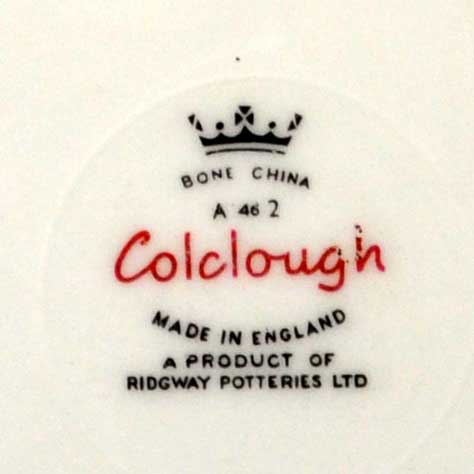 BONE CHINA
A 46 2
Colclough
MADE IN ENGLAND
A PRODUCT OF
RIDGWAY POTTERIES LTD